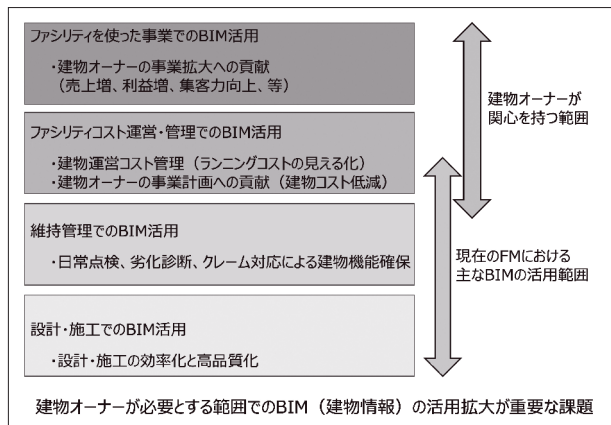 ファシリティを使った事業でのBIM活用
・建物オーナーの事業拡大への貢献
（売上増、利益増、集客力向上、等）
ファシリティコスト運営・管理でのBIM活用
・建物運営コスト管理（ランニングコストの見える化）
・建物オーナーの事業計画への貢献（建物コスト低減）
維持管理でのBIM活用
・日常点検、劣化診断、クレーム対応による建物機能確保
設計・施工でのBIM活用
・設計・施工の効率化と高品質化
建物オーナーが
関心を持つ範囲
現在のFMにおける
主なBIMの活用範囲
建物オーナーが必要とする範囲でのBIM（建物情報）の活用拡大が重要な課題